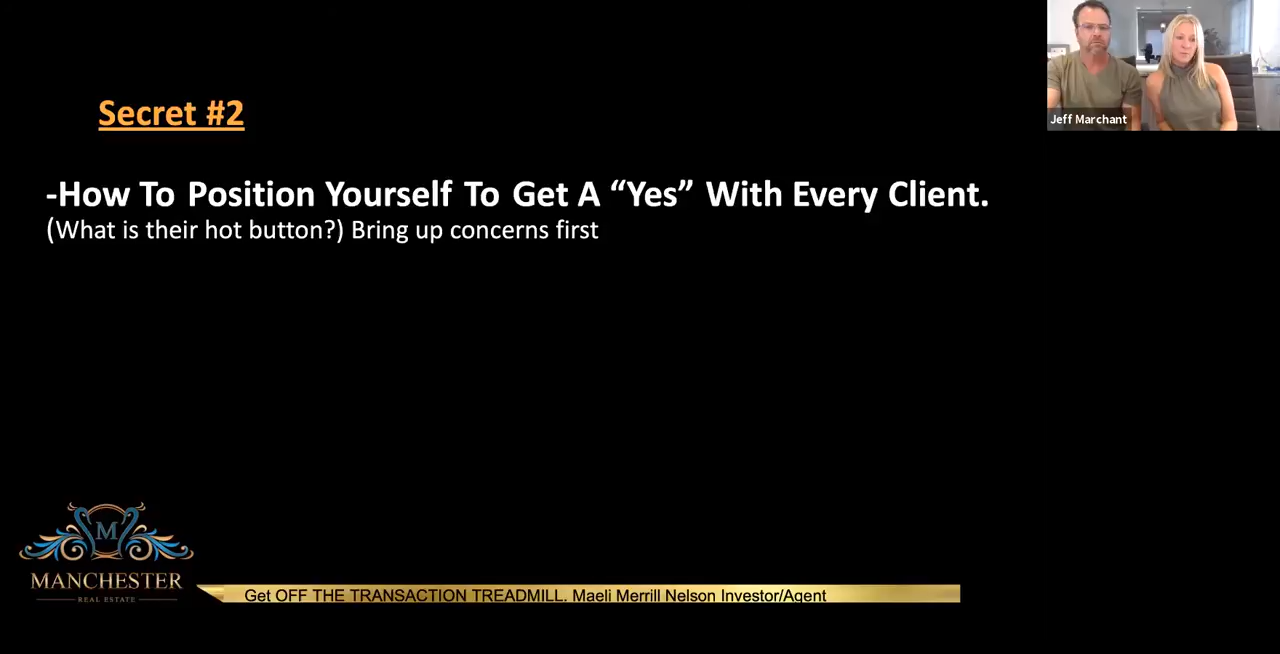 Secret #2
-How To Position Yourself To Get A “Yes” With Every Client.
(What is their hot button?) Bring up concerns first
Jeff Marchant
M
MANCHESTER
REAL ESTATE
Get OFF THE TRANSACTION TREADMILL. Maeli Merrill Nelson Investor/Agent